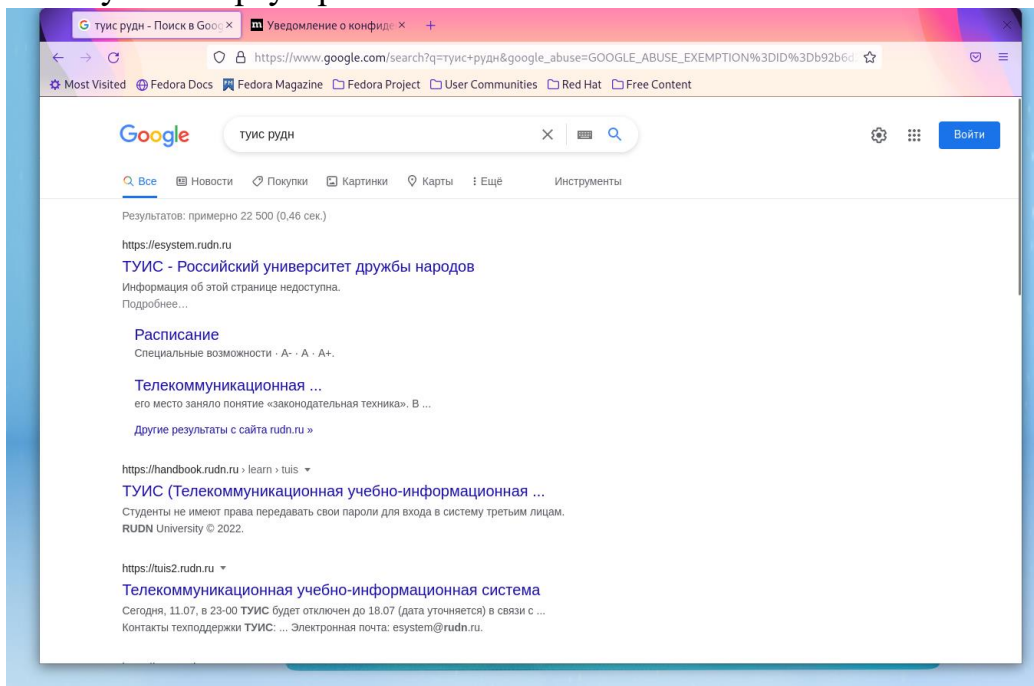 туис рудн - Поиск в Goog
Уведомление о конфиде
https://www.google.com/search?q=туис+рудн&google_abuse=GOOGLE_ABUSE_EXEMPTION%3DID%3Db92b6d
Most Visited Fedora Docs Fedora Magazine Fedora Project User Communities Red Hat Free Content
Google туис рудн Войти
Все Новости Покупки Картинки Карты Ещё Инструменты
Результатов: примерно 22 500 (0,46 сек.)
https://esystem.rudn.ru
ТУИС - Российский университет дружбы народов
Информация об этой странице недоступна.
Подробнее...
Расписание
Специальные возможности · A- · A · A+.
Телекоммуникационная ...
его место заняло понятие «законодательная техника». В ...
Другие результаты с сайта rudn.ru »
https://handbook.rudn.ru › learn › tuis
ТУИС (Телекоммуникационная учебно-информационная ...
Студенты не имеют права передавать свои пароли для входа в систему третьим лицам.
RUDN University © 2022.
https://tuis2.rudn.ru
Телекоммуникационная учебно-информационная система
Сегодня, 11.07, в 23-00 ТУИС будет отключен до 18.07 (дата уточняется) в связи с ...
Контакты техподдержки ТУИС: ... Электронная почта: esystem@rudn.ru.